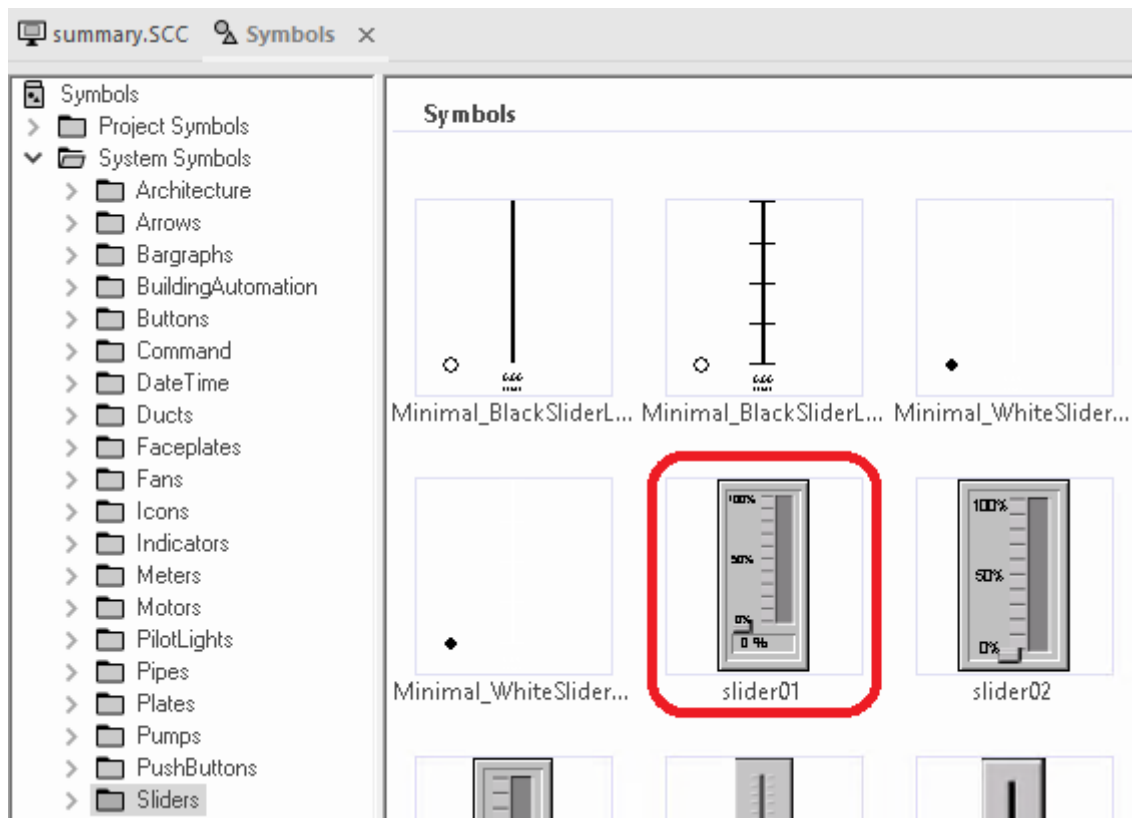 summary.SCC Symbols
Symbols
Project Symbols
System Symbols
Architecture
Arrows
Bargraphs
BuildingAutomation
Buttons
Command
DateTime
Ducts
Faceplates
Fans
Icons
Indicators
Meters
Motors
PilotLights
Pipes
Plates
Pumps
PushButtons
Sliders
Symbols
Minimal_BlackSliderL... Minimal_BlackSliderL... Minimal_WhiteSlider...
100%
50%
0%
0 %
100%
50%
0%
Minimal_WhiteSlider... slider01 slider02